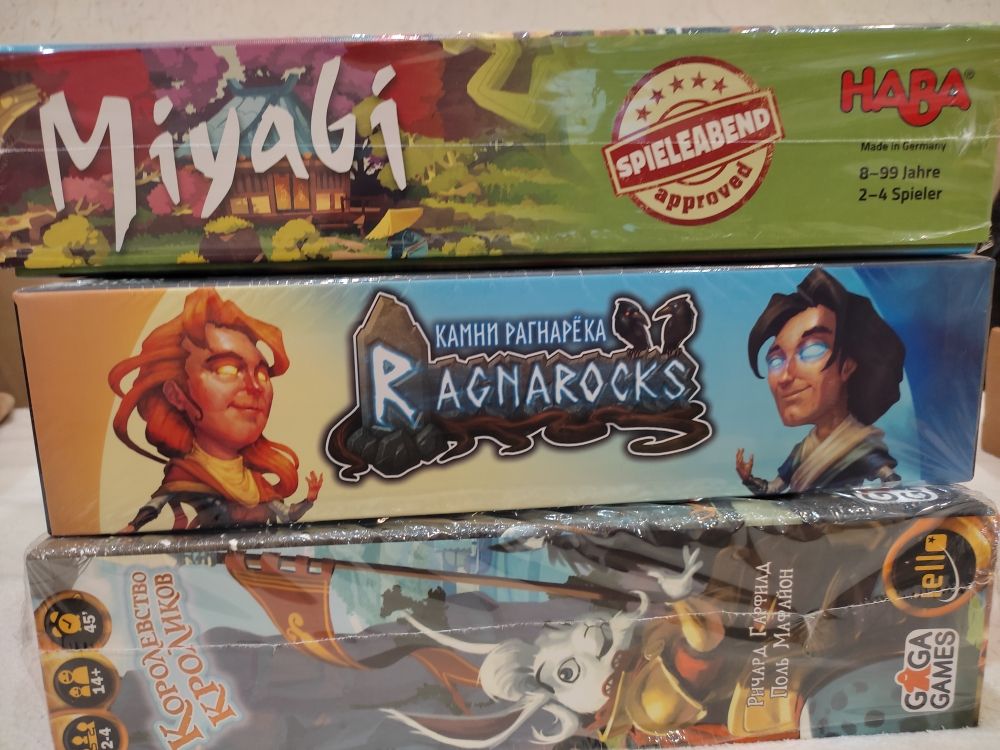 Miyabi
SPIELEABEND
approved
HABA®
Made in Germany
8–99 Jahre
2–4 Spieler
КАМНИ РАГНАРЁКА
RAGNAROCKS
45'
14+
2-4
КОРОЛЕВСТВО
КРОЛИКОВ
РИЧАРД ГАРФИЛД
ПОЛЬ МАФАЙОН
iello
GAGA
GAMES